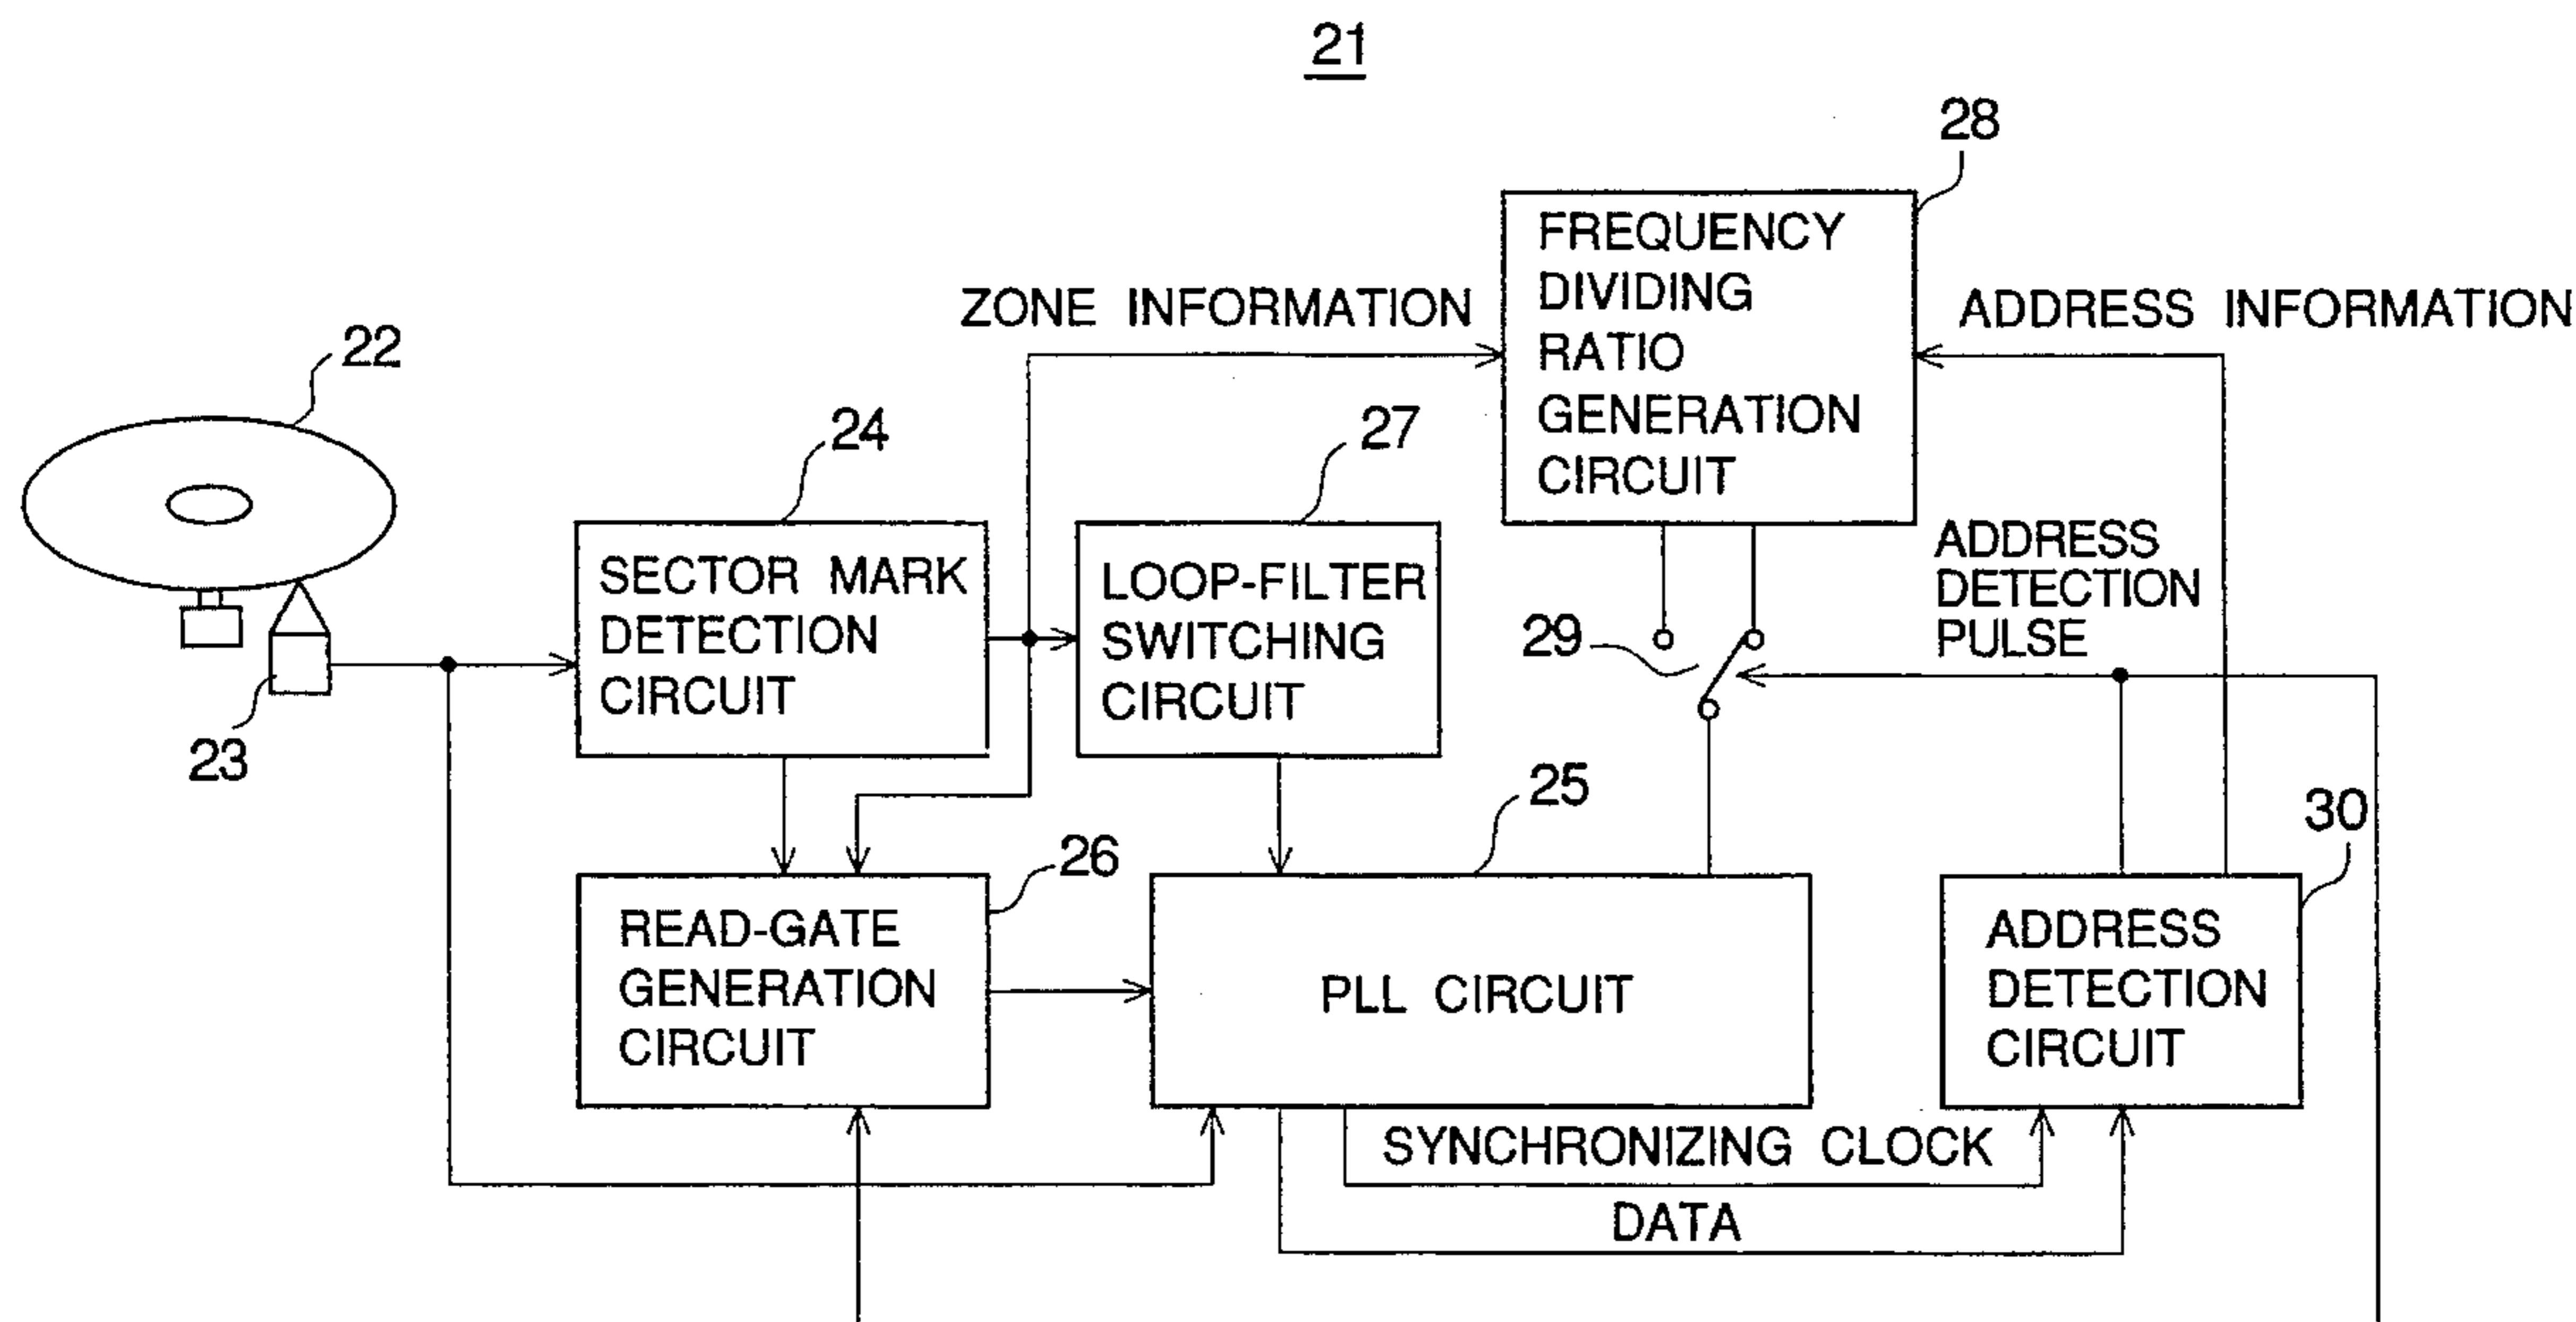 21
28
FREQUENCY
DIVIDING
RATIO
GENERATION
CIRCUIT
ZONE INFORMATION
ADDRESS INFORMATION
22
24
27
SECTOR MARK
DETECTION
CIRCUIT
LOOP-FILTER
SWITCHING
CIRCUIT
29
ADDRESS
DETECTION
PULSE
23
25
30
26
READ-GATE
GENERATION
CIRCUIT
PLL CIRCUIT
ADDRESS
DETECTION
CIRCUIT
SYNCHRONIZING CLOCK
DATA